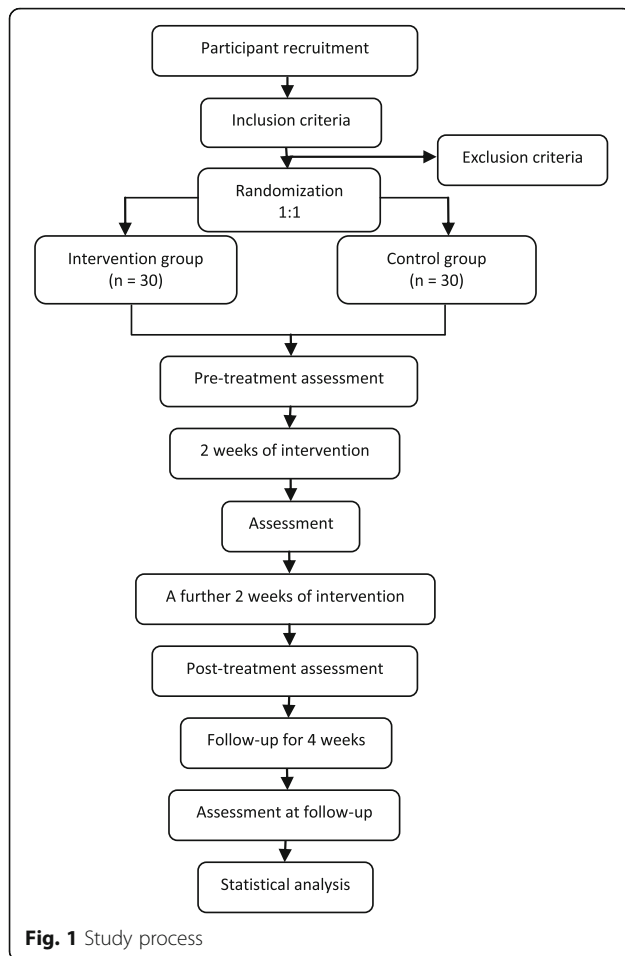 Participant recruitment
Inclusion criteria
Exclusion criteria
Randomization
1:1
Intervention group
(n = 30)
Control group
(n = 30)
Pre-treatment assessment
2 weeks of intervention
Assessment
A further 2 weeks of intervention
Post-treatment assessment
Follow-up for 4 weeks
Assessment at follow-up
Statistical analysis
Fig. 1 Study process